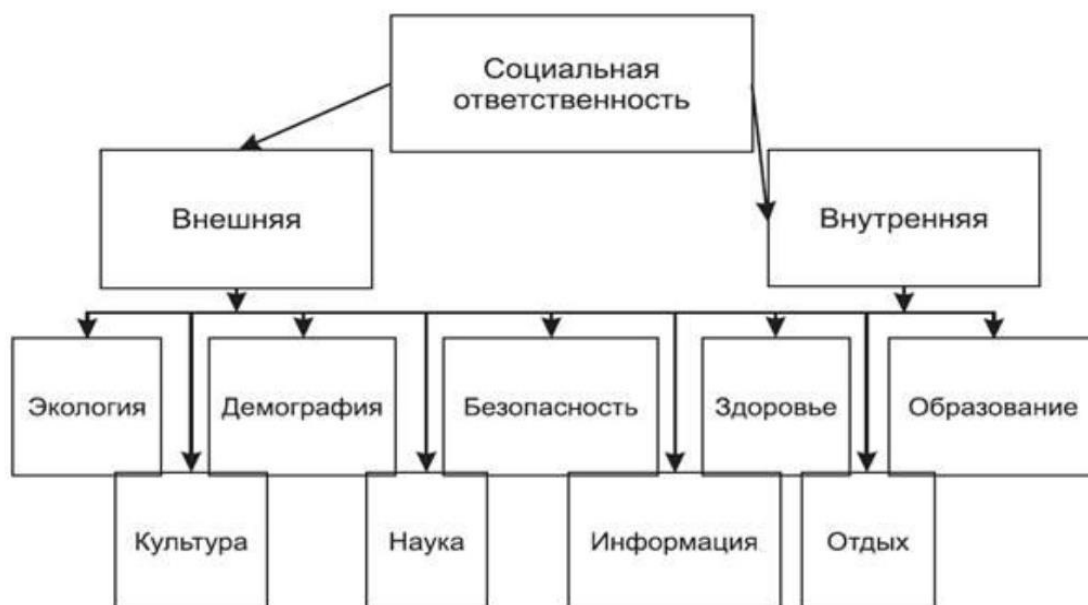 Социальная
ответственность
Внешняя
Внутренняя
Экология
Демография
Безопасность
Здоровье
Образование
Культура
Наука
Информация
Отдых